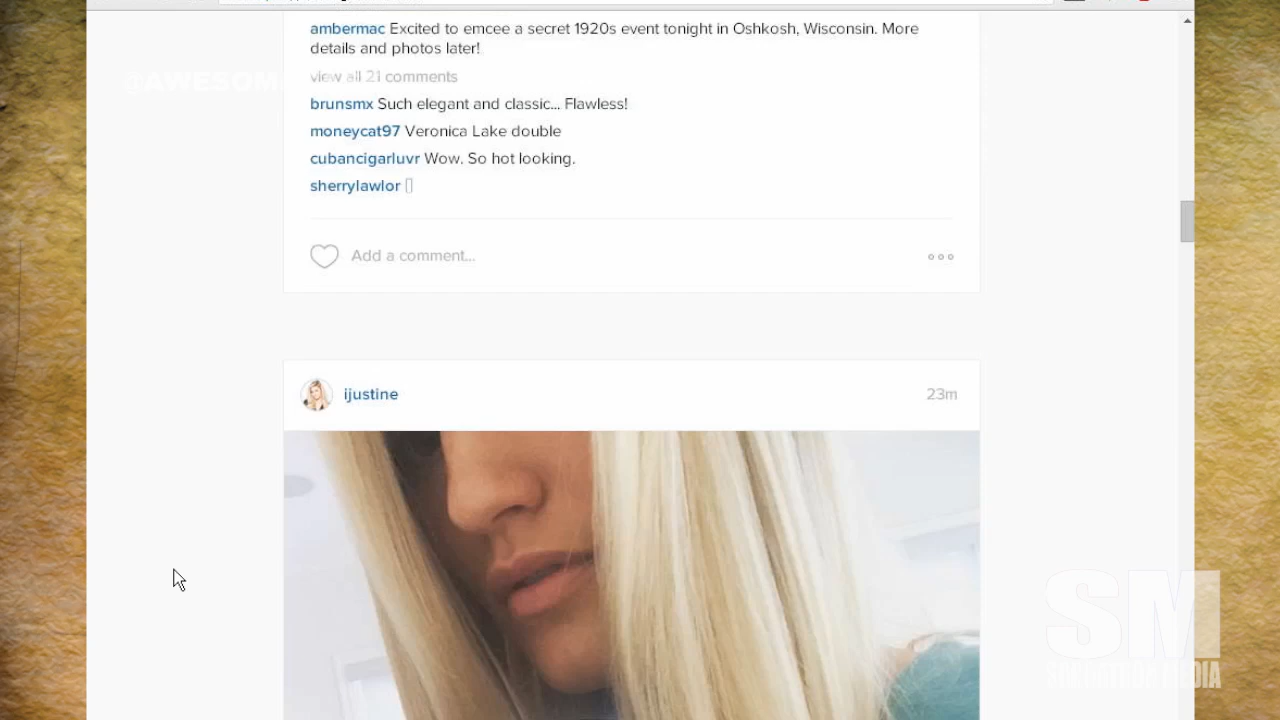 ambermac Excited to emcee a secret 1920s event tonight in Oshkosh, Wisconsin. More
details and photos later!
view all 21 comments
brunsmx Such elegant and classic... Flawless!
moneycat97 Veronica Lake double
cubancigarluvr Wow. So hot looking.
sherrylawlor
Add a comment...
ijustine
23m
SM
MEDIA